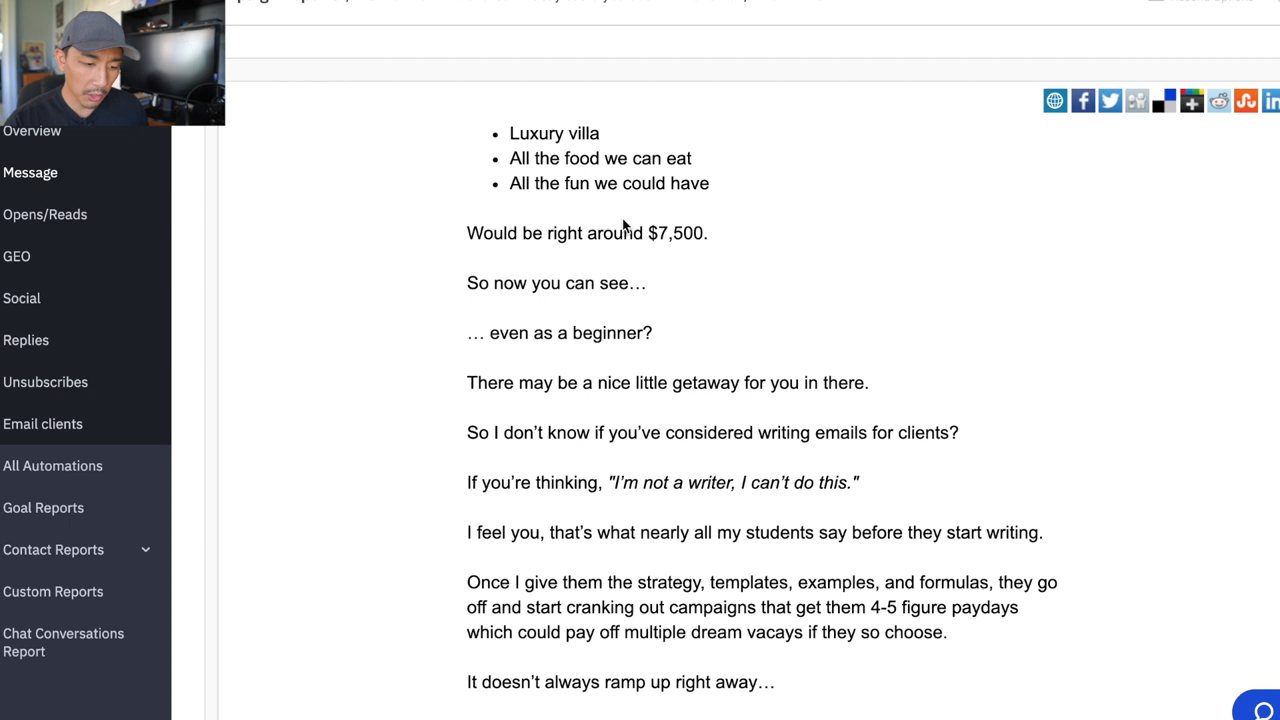 Overview
Message
Opens/Reads
GEO
Social
Replies
Unsubscribes
Email clients
All Automations
Goal Reports
Contact Reports
Custom Reports
Chat Conversations
Report
• Luxury villa
• All the food we can eat
• All the fun we could have
Would be right around $7,500.
So now you can see…
… even as a beginner?
There may be a nice little getaway for you in there.
So I don’t know if you’ve considered writing emails for clients?
If you’re thinking, "I’m not a writer, I can’t do this."
I feel you, that’s what nearly all my students say before they start writing.
Once I give them the strategy, templates, examples, and formulas, they go
off and start cranking out campaigns that get them 4-5 figure paydays
which could pay off multiple dream vacays if they so choose.
It doesn’t always ramp up right away…